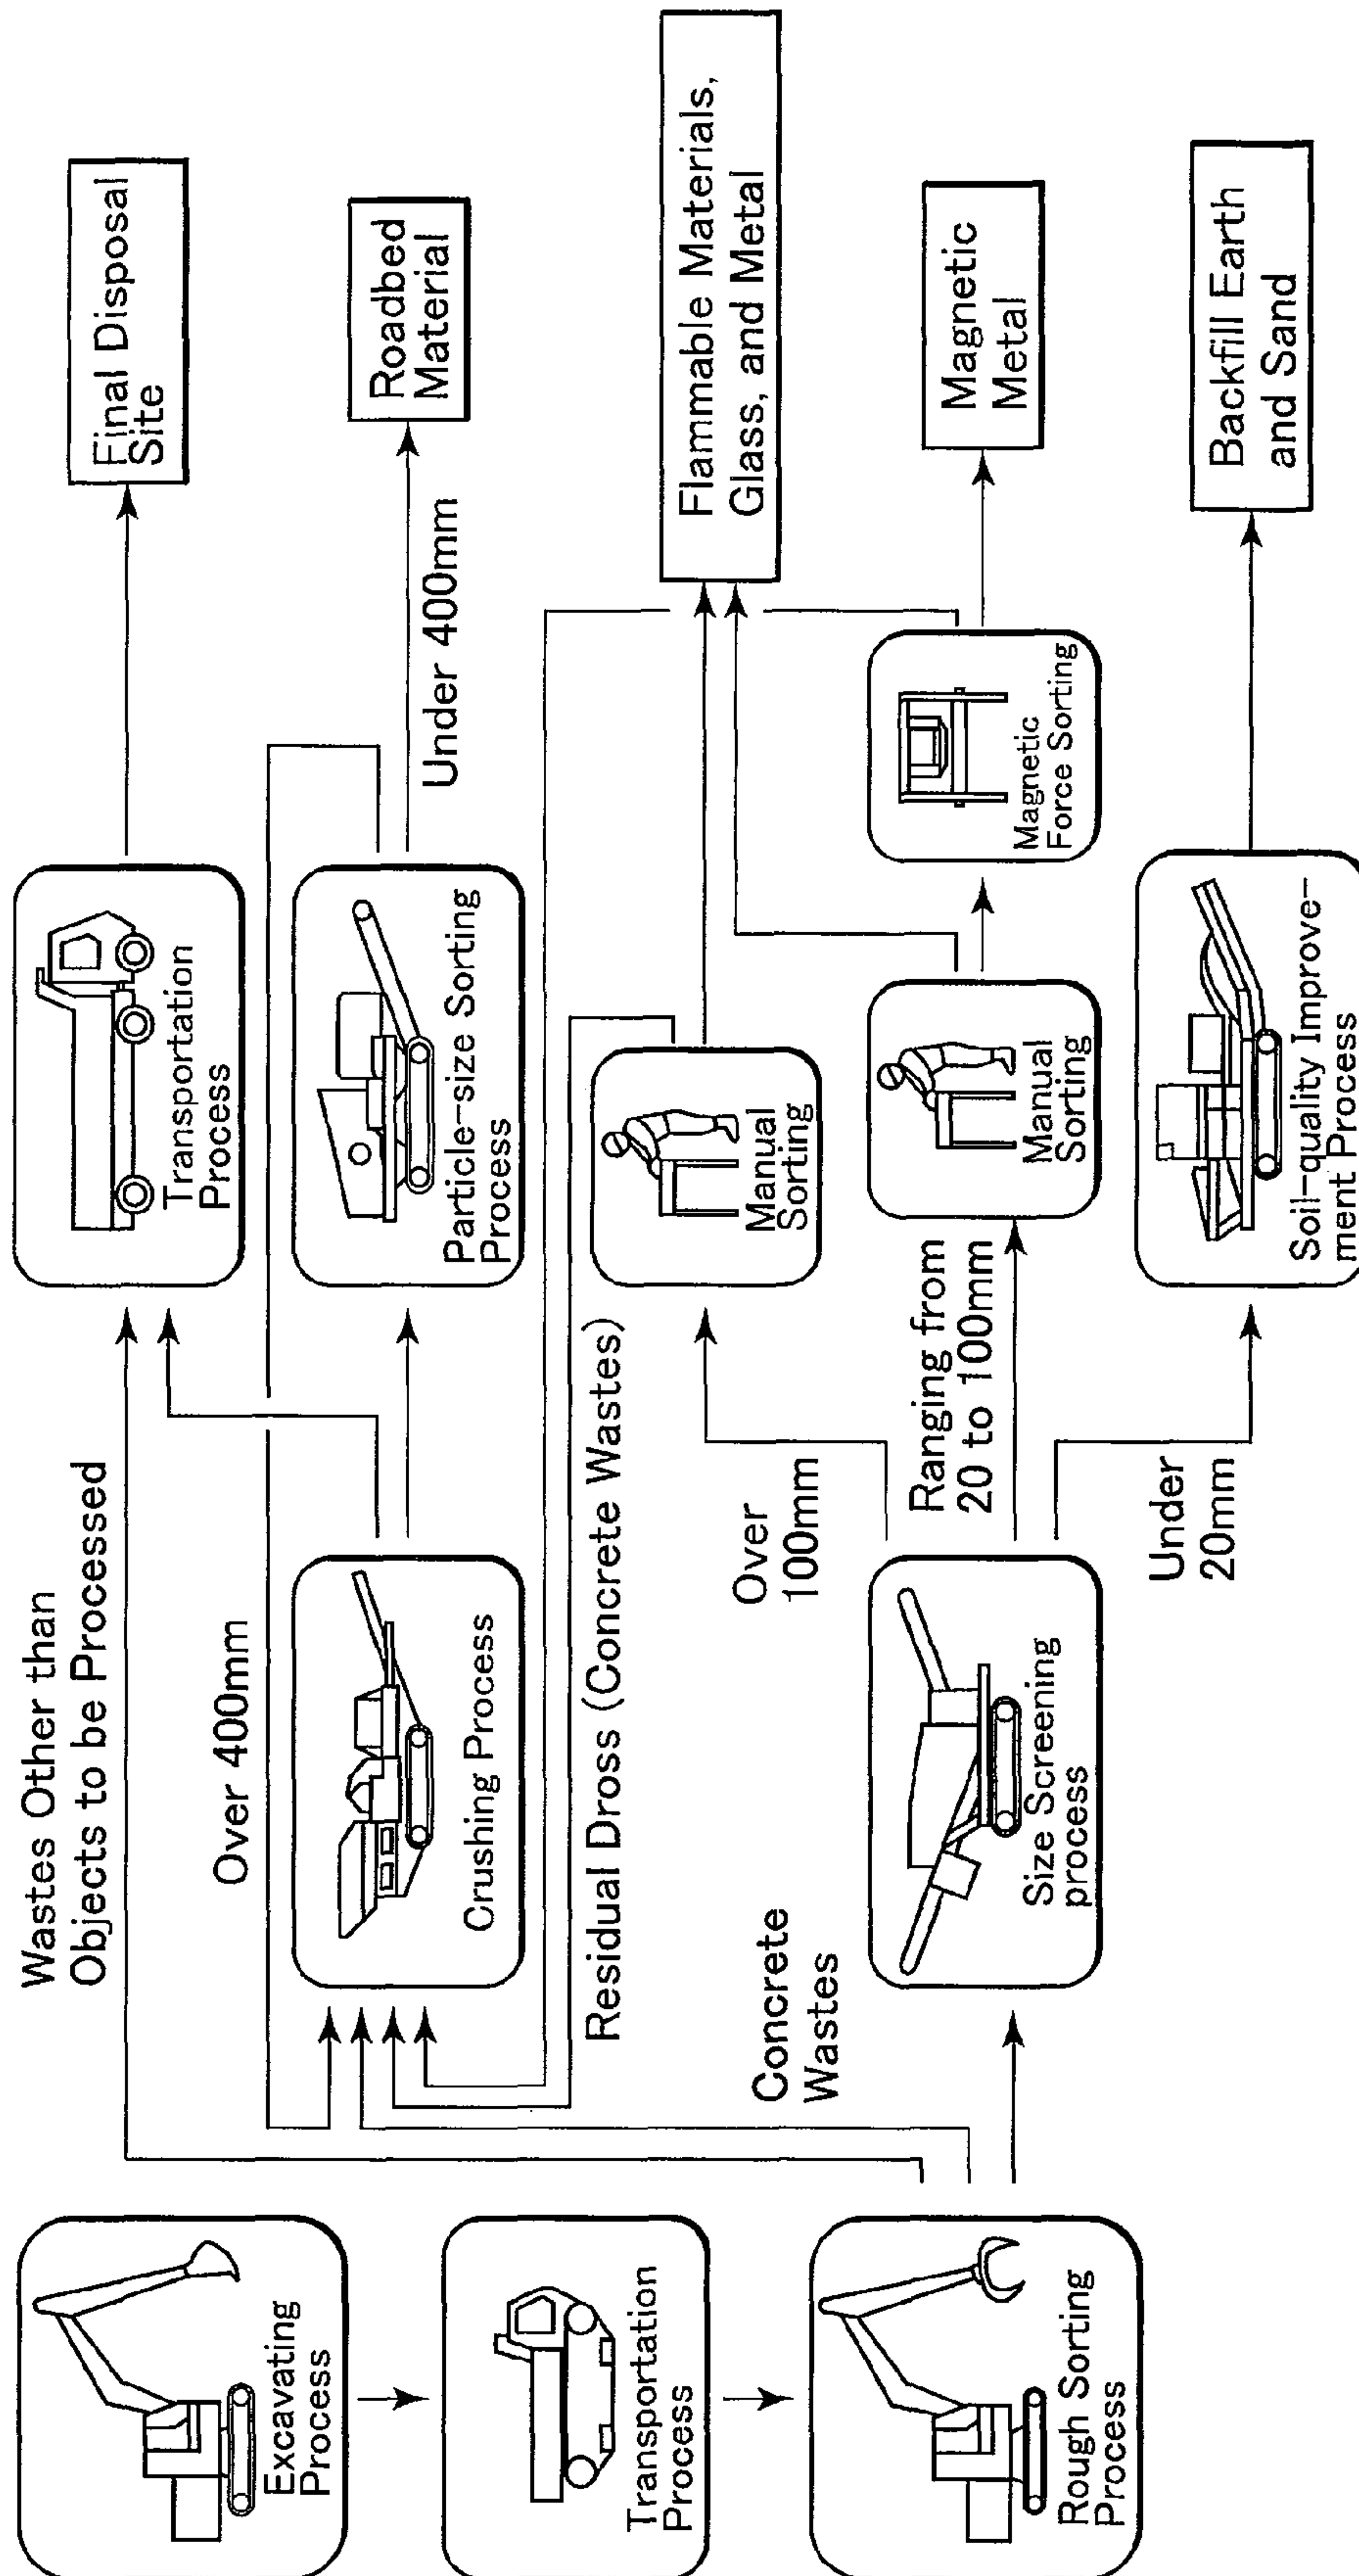 Excavating
Process
Transportation
Process
Rough Sorting
Process
Wastes Other than
Objects to be Processed
Over 400mm
Crushing Process
Residual Dross (Concrete Wastes)
Concrete
Wastes
Size Screening
process
Over
100mm
Ranging from
20 to 100mm
Under
20mm
Transportation
Process
Particle-size Sorting
Process
Manual
Sorting
Manual
Sorting
Soil-quality Improve-
ment Process
Under 400mm
Magnetic
Force Sorting
Final Disposal
Site
Roadbed
Material
Flammable Materials,
Glass, and Metal
Magnetic
Metal
Backfill Earth
and Sand